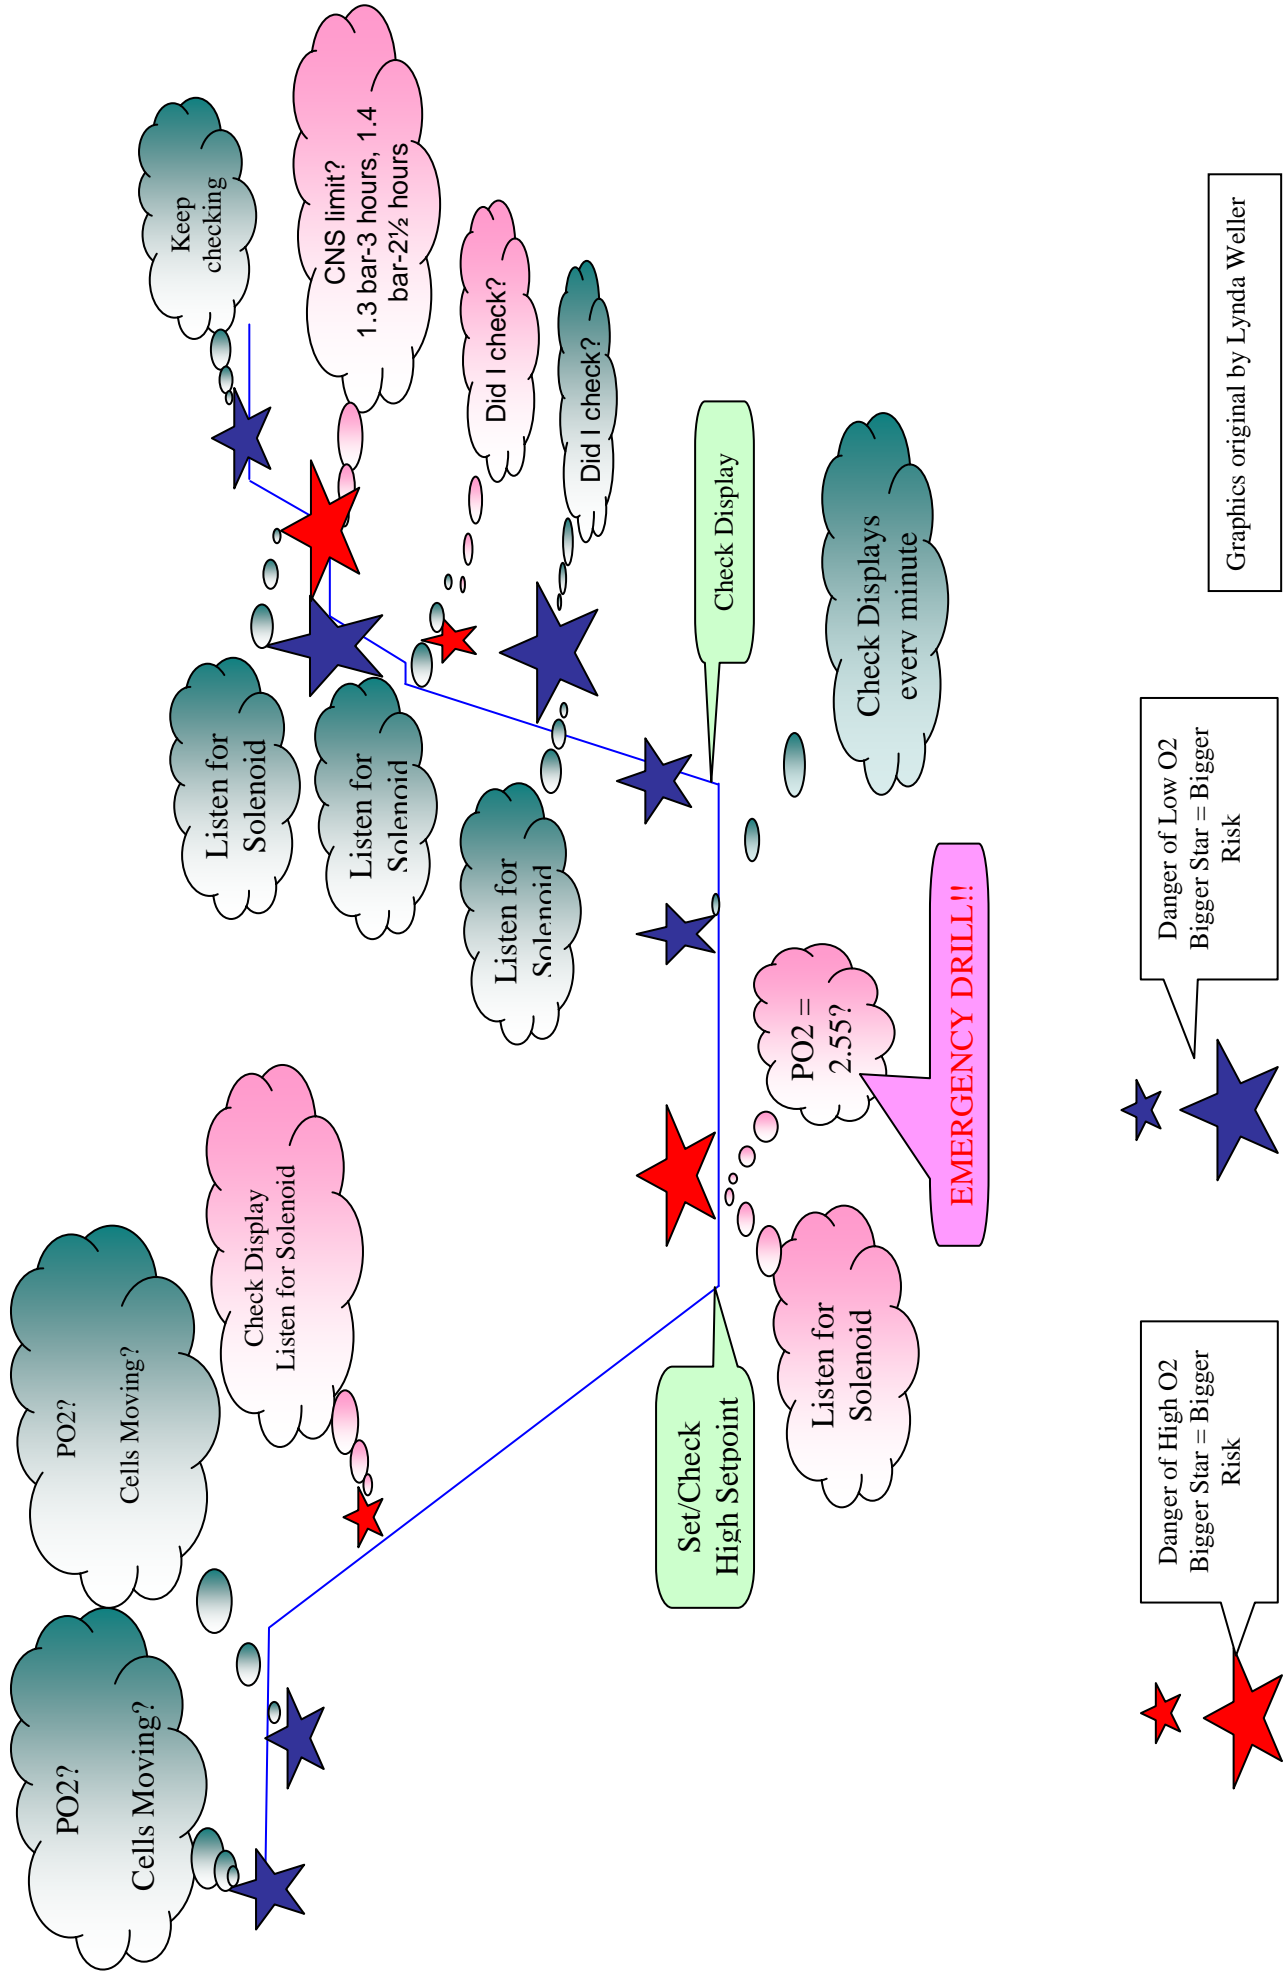 PO2?
Cells Moving?
PO2?
Cells Moving?
Check Display
Listen for Solenoid
Set/Check
High Setpoint
Listen for
Solenoid
PO2 =
2.55?
EMERGENCY DRILL!!
Check Displays
every minute
Check Display
Listen for
Solenoid
Listen for
Solenoid
Listen for
Solenoid
Did I check?
Did I check?
CNS limit?
1.3 bar-3 hours, 1.4
bar-2½ hours
Keep
checking
Danger of High O2
Bigger Star = Bigger
Risk
Danger of Low O2
Bigger Star = Bigger
Risk
Graphics original by Lynda Weller